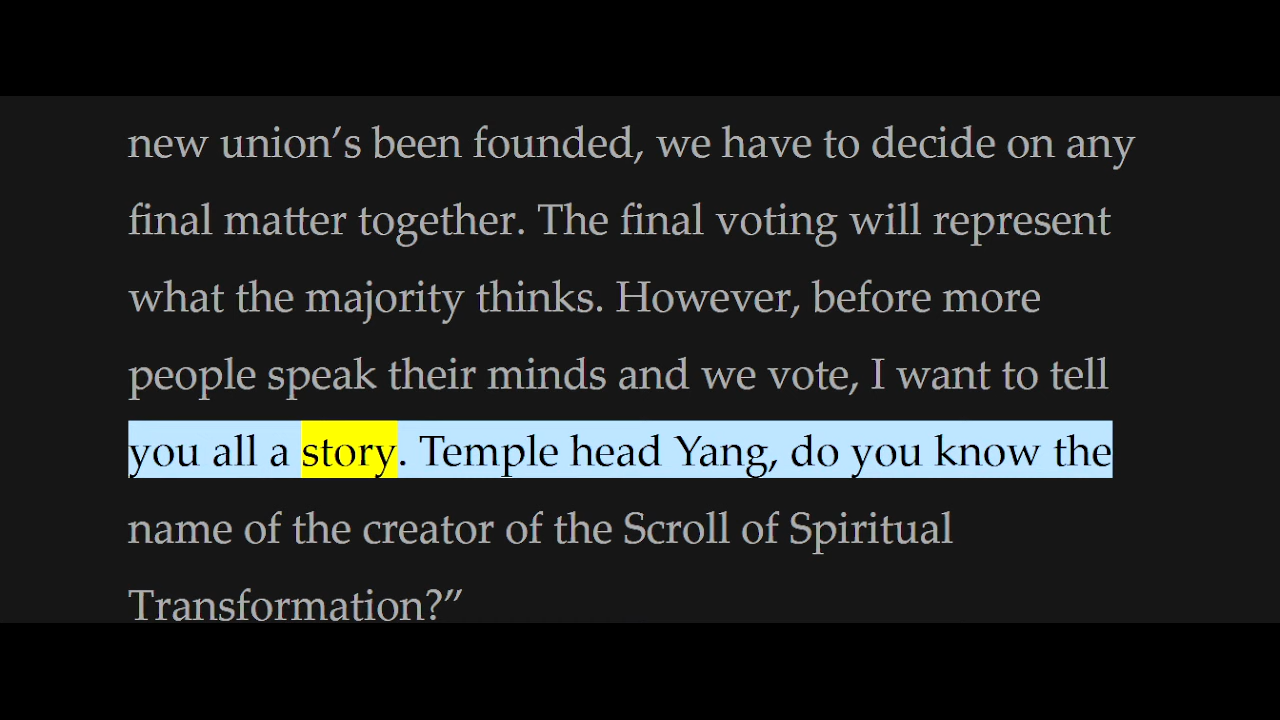 new union’s been founded, we have to decide on any
final matter together. The final voting will represent
what the majority thinks. However, before more
people speak their minds and we vote, I want to tell
you all a story. Temple head Yang, do you know the
name of the creator of the Scroll of Spiritual
Transformation?”